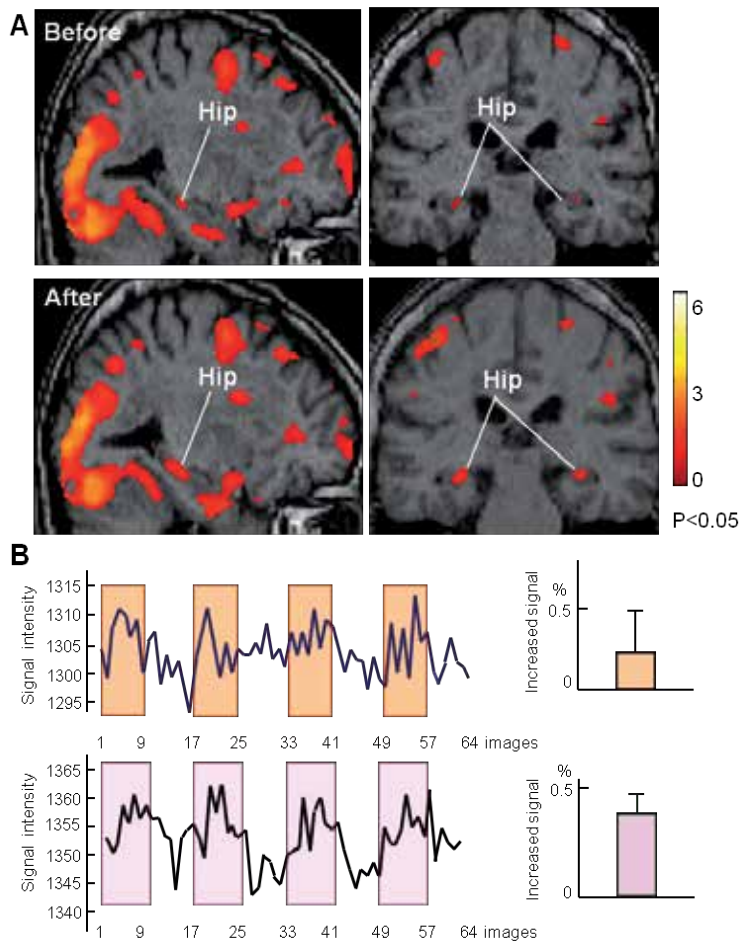 A
Before
Hip
Hip
After
Hip
Hip
6
3
0
P<0.05
B
Signal intensity
1315
1305
1300
1295
1 9 17 25 33 41 49 57 64 images
Increased signal
%
0.5
0
Signal intensity
1365
1360
1355
1350
1345
1340
1 9 17 25 33 41 49 57 64 images
Increased signal
%
0.5
0